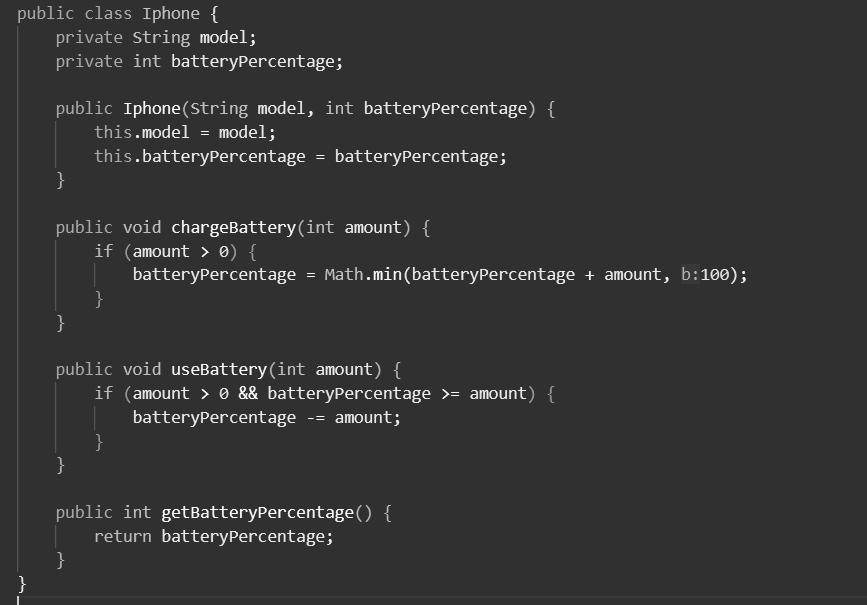 public class Iphone {
    private String model;
    private int batteryPercentage;

    public Iphone(String model, int batteryPercentage) {
        this.model = model;
        this.batteryPercentage = batteryPercentage;
    }

    public void chargeBattery(int amount) {
        if (amount > 0) {
            batteryPercentage = Math.min(batteryPercentage + amount, b:100);
        }
    }

    public void useBattery(int amount) {
        if (amount > 0 && batteryPercentage >= amount) {
            batteryPercentage -= amount;
        }
    }

    public int getBatteryPercentage() {
        return batteryPercentage;
    }
}